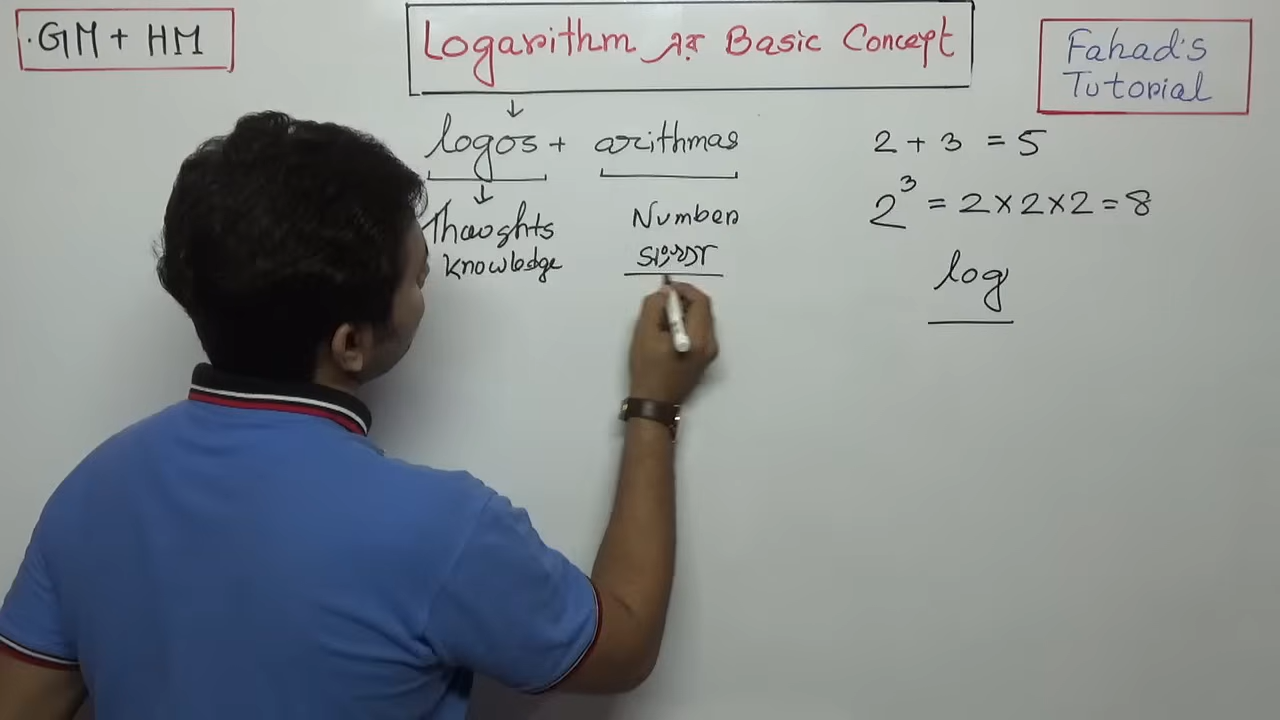 GM + HM
Logarithm এর Basic Concept
Fahad's
Tutorial
logos + arithmas
Thoughts
Knowledge
Number
সংখ্যা
2 + 3 = 5
2³ = 2×2×2 = 8
log